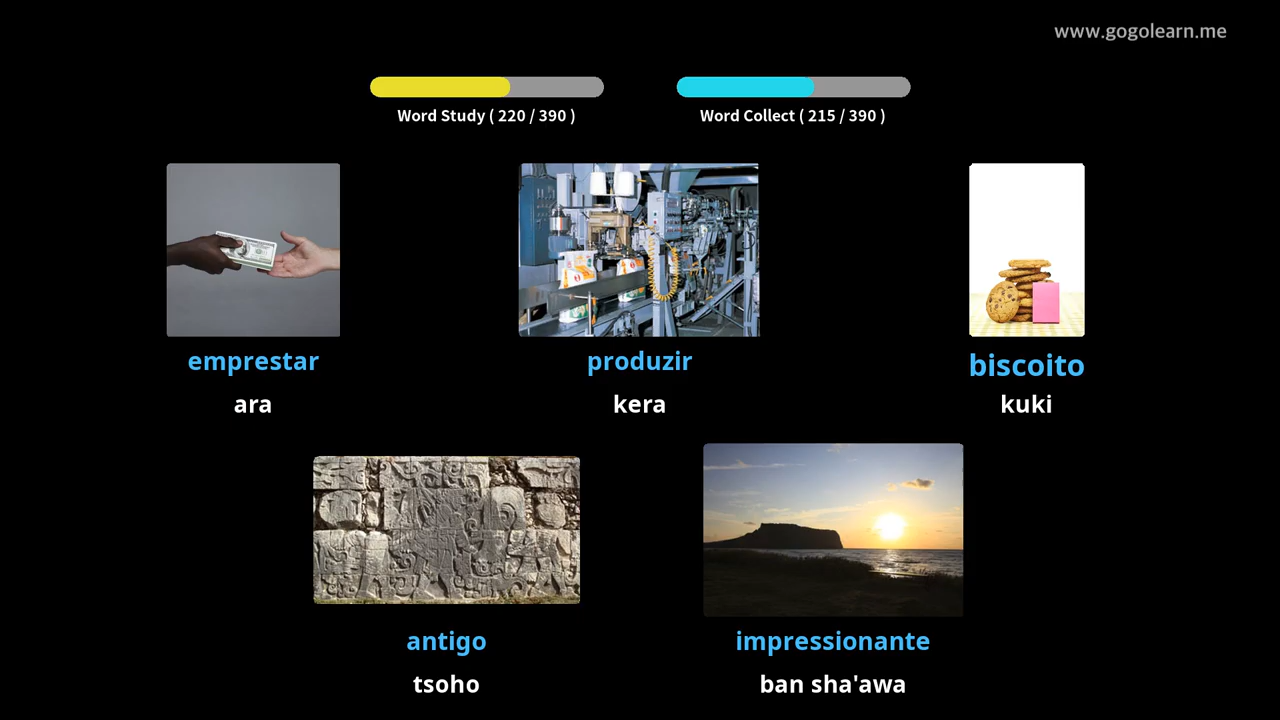 www.gogolearn.me
Word Study ( 220 / 390 )
Word Collect ( 215 / 390 )
emprestar
ara
produzir
kera
biscoito
kuki
antigo
tsoho
impressionante
ban sha'awa